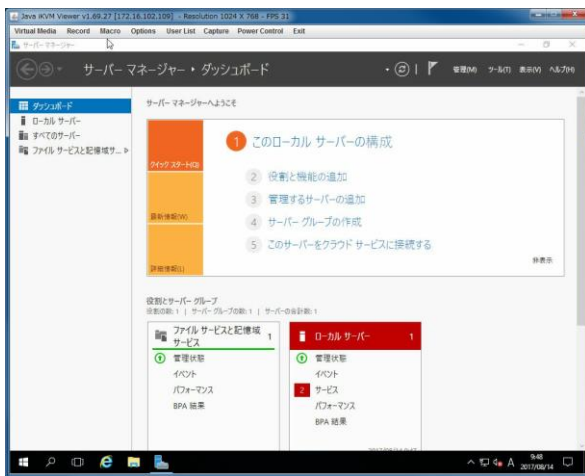 Java iKVM Viewer v1.69.27 [172.16.102.109] - Resolution 1024 X 768 - FPS 31
Virtual Media Record Macro Options User List Capture Power Control Exit
サーバー マネージャー
サーバー マネージャー・ダッシュボード
管理(M) ツール(T) 表示(V) ヘルプ(H)
ダッシュボード
ローカル サーバー
すべてのサーバー
ファイル サービスと記憶域サ...
サーバー マネージャーへようこそ
クイック スタート(Q)
最新情報(W)
詳細情報(L)
1 このローカル サーバーの構成
2 役割と機能の追加
3 管理するサーバーの追加
4 サーバー グループの作成
5 このサーバーをクラウド サービスに接続する
非表示
役割とサーバー グループ
役割の数: 1 | サーバー グループの数: 1 | サーバーの合計数: 1
ファイル サービスと記憶域サービス 1
管理状態
イベント
パフォーマンス
BPA 結果
ローカル サーバー 1
管理状態
イベント
2 サービス
パフォーマンス
BPA 結果
2017/08/14 9:47
A
9:48
2017/08/14